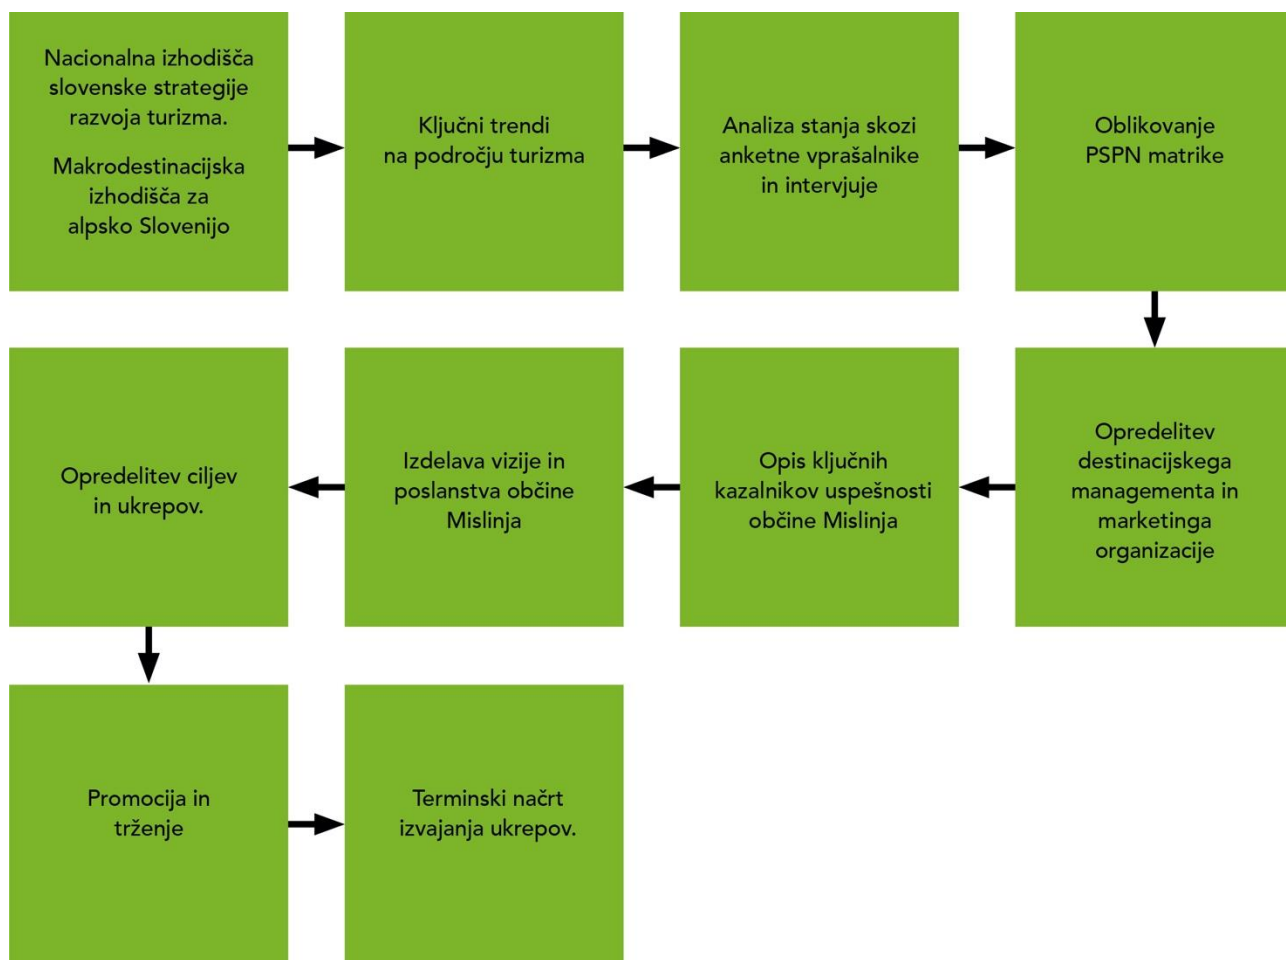 Nacionalna izhodišča
slovenske strategije
razvoja turizma.
Makrodestinacijska
izhodišča za
alpsko Slovenijo
Ključni trendi
na področju turizma
Analiza stanja skozi
anketne vprašalnike
in intervjuje
Oblikovanje
PSPN matrike
Opredelitev
destinacijskega
managementa in
marketinga
organizacije
Opis ključnih
kazalnikov uspešnosti
občine Mislinja
Izdelava vizije in
poslanstva občine
Mislinja
Opredelitev ciljev
in ukrepov.
Promocija in
trženje
Terminski načrt
izvajanja ukrepov.